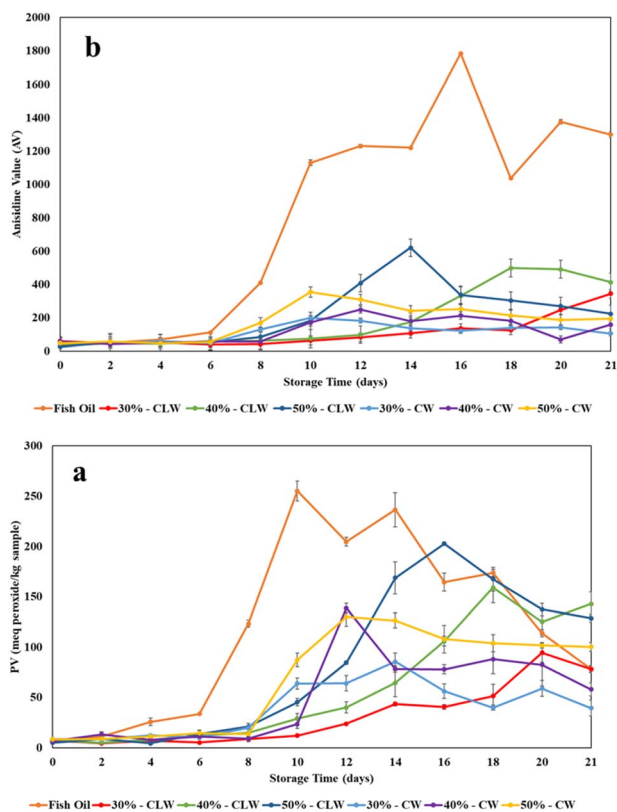 b
2000
1800
1600
1400
1200
1000
800
600
400
200
0
Anisidine Value (AV)
0 2 4 6 8 10 12 14 16 18 20 21
Storage Time (days)
Fish Oil 30% - CLW 40% - CLW 50% - CLW 30% - CW 40% - CW 50% - CW
a
300
250
200
150
100
50
0
PV (meq peroxide/kg sample)
0 2 4 6 8 10 12 14 16 18 20 21
Storage Time (days)
Fish Oil 30% - CLW 40% - CLW 50% - CLW 30% - CW 40% - CW 50% - CW